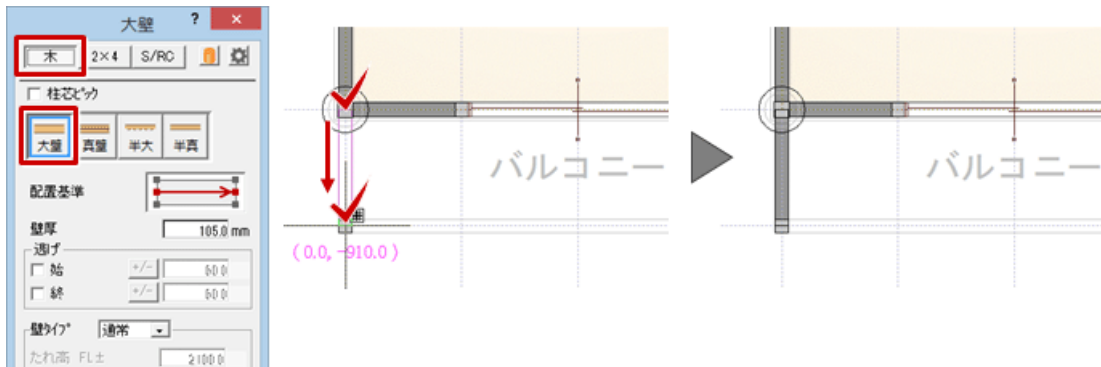 大壁 ? ×
木 2×4 S/RC
柱芯ﾋﾟｯｸ
大壁 真壁 半大 半真
配置基準
壁厚 105.0 mm
逃げ
始 +/- 50.0
終 +/- 50.0
壁ﾀｲﾌﾟ 通常
たれ高 FL± 2100.0
バルコニー
(0.0, -910.0)
バルコニー